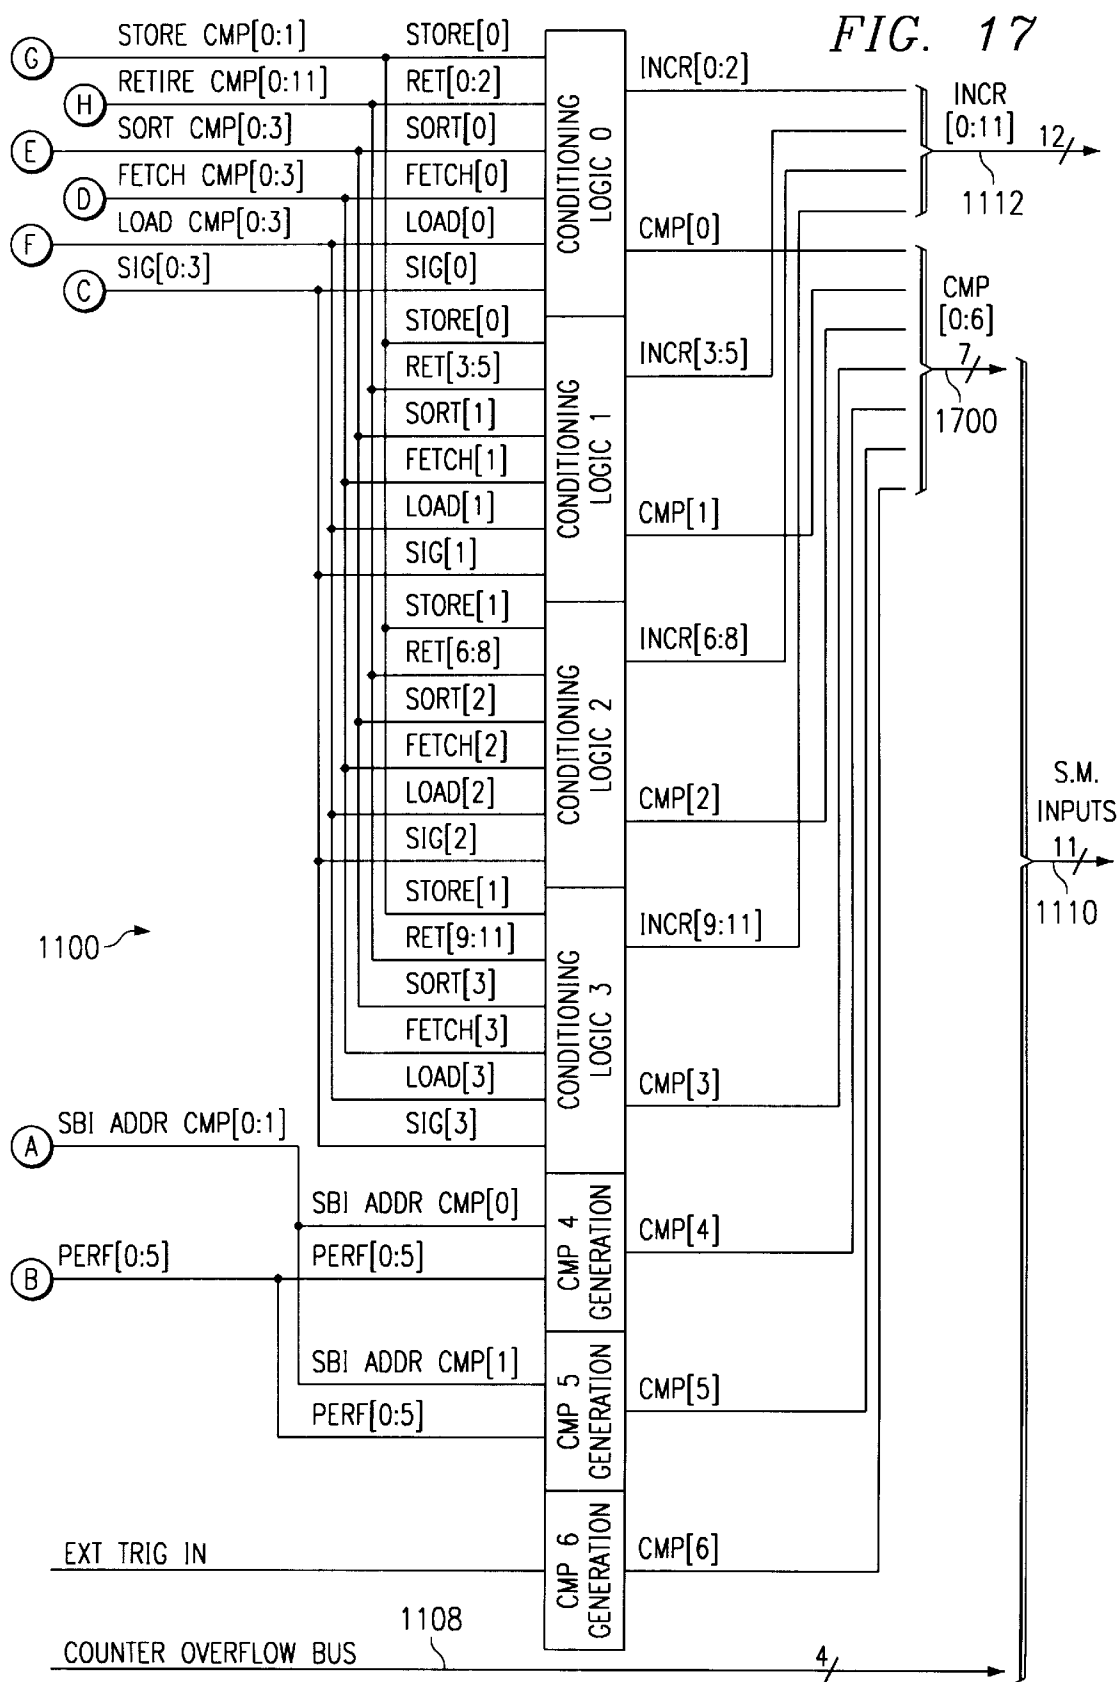 FIG. 17
G
STORE CMP[0:1]
STORE[0]
H
RETIRE CMP[0:11]
RET[0:2]
E
SORT CMP[0:3]
SORT[0]
D
FETCH CMP[0:3]
FETCH[0]
F
LOAD CMP[0:3]
LOAD[0]
C
SIG[0:3]
SIG[0]
CONDITIONING
LOGIC 0
INCR[0:2]
CMP[0]
INCR
[0:11]
12
1112
CMP
[0:6]
7
1700
STORE[0]
RET[3:5]
SORT[1]
FETCH[1]
LOAD[1]
SIG[1]
CONDITIONING
LOGIC 1
INCR[3:5]
CMP[1]
STORE[1]
RET[6:8]
SORT[2]
FETCH[2]
LOAD[2]
SIG[2]
CONDITIONING
LOGIC 2
INCR[6:8]
CMP[2]
S.M.
INPUTS
11
1110
1100
STORE[1]
RET[9:11]
SORT[3]
FETCH[3]
LOAD[3]
SIG[3]
CONDITIONING
LOGIC 3
INCR[9:11]
CMP[3]
A
SBI ADDR CMP[0:1]
SBI ADDR CMP[0]
B
PERF[0:5]
PERF[0:5]
CMP 4
GENERATION
CMP[4]
SBI ADDR CMP[1]
PERF[0:5]
CMP 5
GENERATION
CMP[5]
EXT TRIG IN
CMP 6
GENERATION
CMP[6]
COUNTER OVERFLOW BUS
1108
4